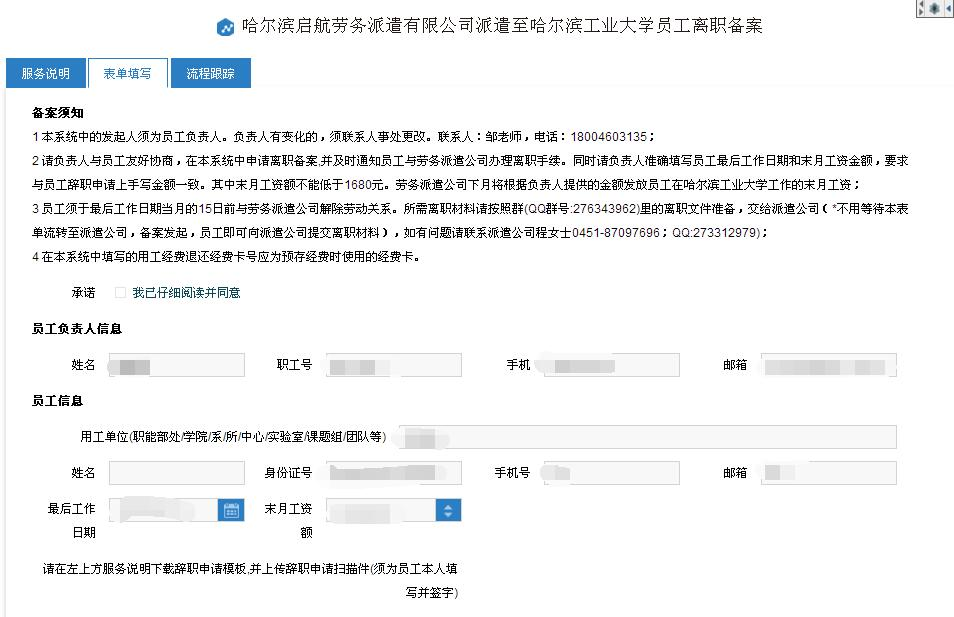 哈尔滨启航劳务派遣有限公司派遣至哈尔滨工业大学员工离职备案
服务说明 表单填写 流程跟踪
备案须知
1本系统中的发起人须为员工负责人。负责人有变化的，须联系人事处更改。联系人：邹老师，电话：18004603135；
2请负责人与员工友好协商，在本系统中申请离职备案,并及时通知员工与劳务派遣公司办理离职手续。同时请负责人准确填写员工最后工作日期和末月工资金额，要求
与员工辞职申请上手写金额一致。其中末月工资额不能低于1680元。劳务派遣公司下月将根据负责人提供的金额发放员工在哈尔滨工业大学工作的末月工资；
3员工须于最后工作日期当月的15日前与劳务派遣公司解除劳动关系。所需离职材料请按照群(QQ群号:276343962)里的离职文件准备，交给派遣公司（ *不用等待本表
单流转至派遣公司，备案发起，员工即可向派遣公司提交离职材料），如有问题请联系派遣公司程女士0451-87097696；QQ:273312979)；
4在本系统中填写的用工经费退还经费卡号应为预存经费时使用的经费卡。
承诺 我已仔细阅读并同意
员工负责人信息
姓名 职工号 手机 邮箱
员工信息
用工单位(职能部处/学院/系/所/中心/实验室/课题组/团队等)
姓名 身份证号 手机号 邮箱
最后工作 末月工资
日期 额
请在左上方服务说明下载辞职申请模板,并上传辞职申请扫描件(须为员工本人填
写并签字)